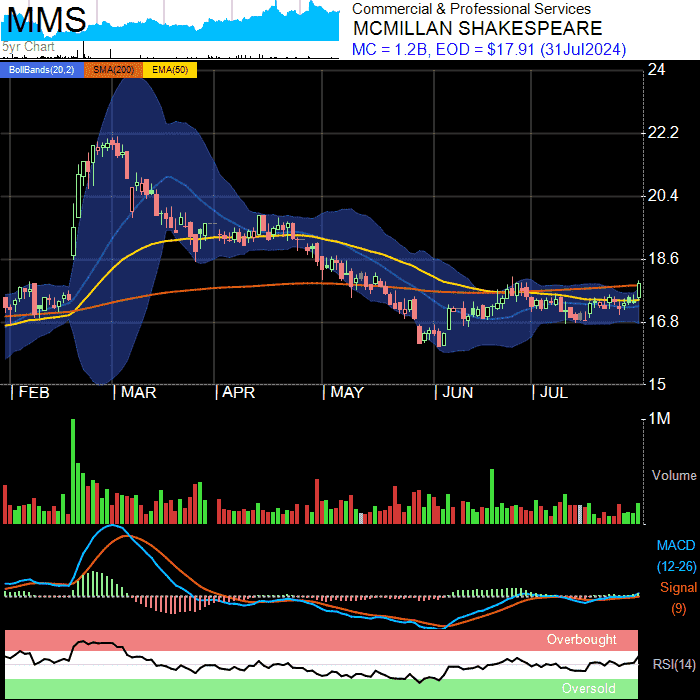 MMS
5yr Chart
Commercial & Professional Services
MCMILLAN SHAKESPEARE
MC = 1.2B, EOD = $17.91 (31Jul2024)
BollBands(20,2) SMA(200) EMA(50)
24
22.2
20.4
18.6
16.8
15
FEB MAR APR MAY JUN JUL
1M
Volume
MACD
(12-26)
Signal
(9)
Overbought
RSI(14)
Oversold